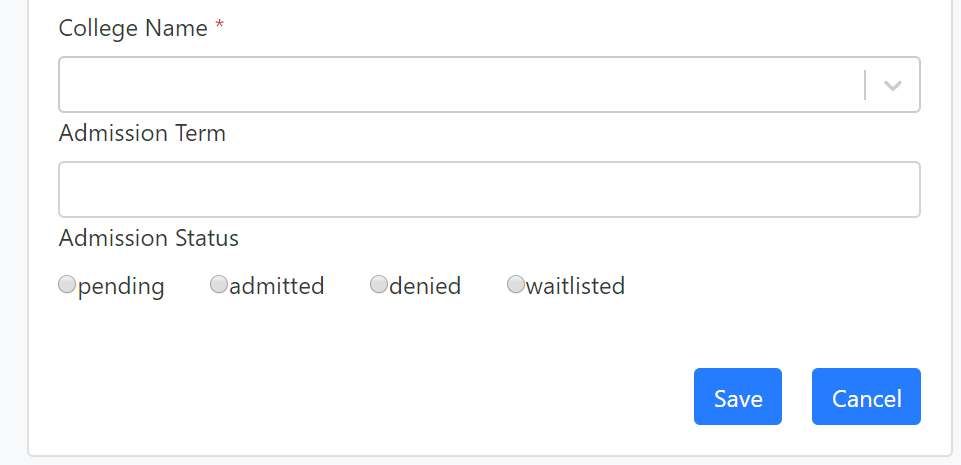 College Name *
Admission Term
Admission Status
pending admitted denied waitlisted
Save Cancel